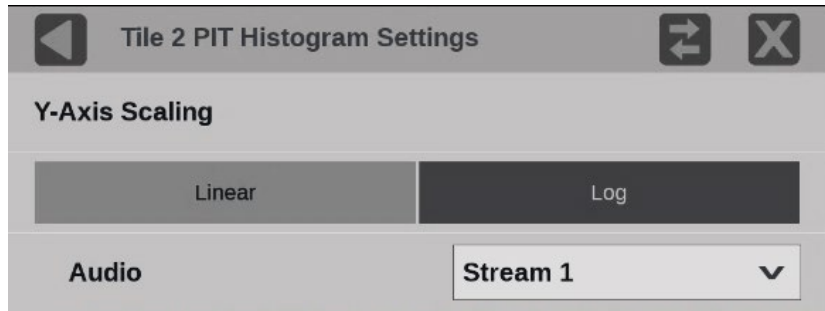 Tile 2 PIT Histogram Settings
Y-Axis Scaling
Linear Log
Audio Stream 1